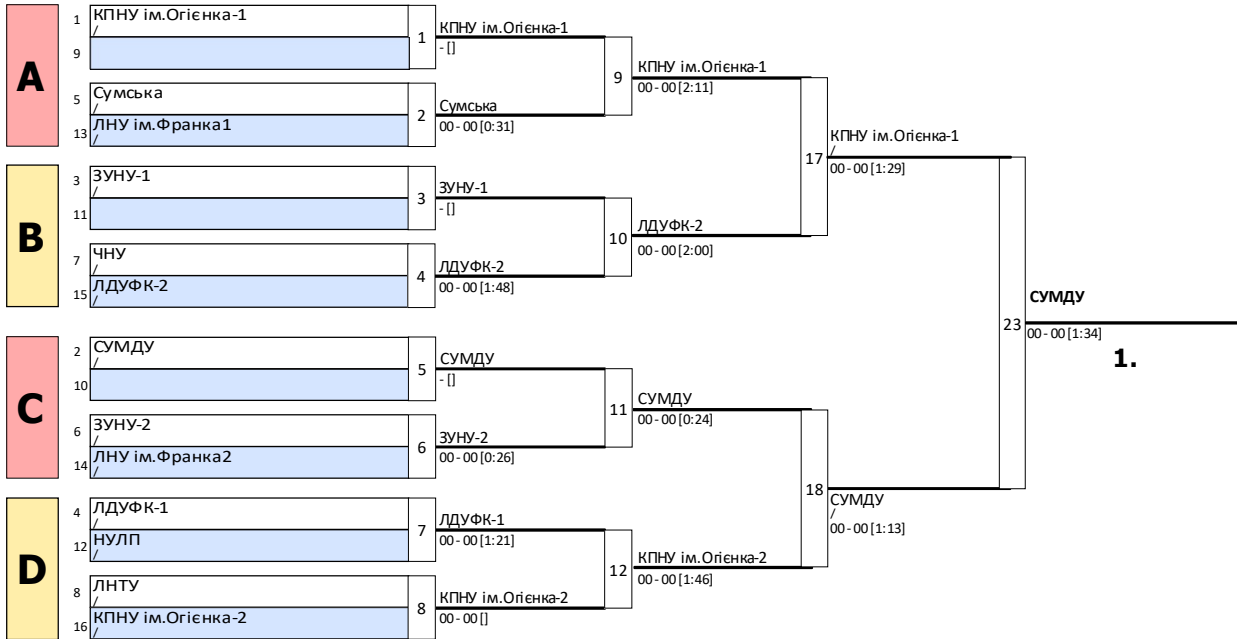 A
1 КПНУ ім.Огієнка-1
/
9
1
КПНУ ім.Огієнка-1
- []
5 Сумська
/
13 ЛНУ ім.Франка1
/
2
Сумська
00 - 00 [0:31]
9
КПНУ ім.Огієнка-1
00 - 00 [2:11]
B
3 ЗУНУ-1
/
11
3
ЗУНУ-1
- []
7 ЧНУ
/
15 ЛДУФК-2
/
4
ЛДУФК-2
00 - 00 [1:48]
10
ЛДУФК-2
00 - 00 [2:00]
17
КПНУ ім.Огієнка-1
/
00 - 00 [1:29]
C
2 СУМДУ
/
10
5
СУМДУ
- []
6 ЗУНУ-2
/
14 ЛНУ ім.Франка2
/
6
ЗУНУ-2
00 - 00 [0:26]
11
СУМДУ
00 - 00 [0:24]
D
4 ЛДУФК-1
/
12 НУЛП
/
7
ЛДУФК-1
00 - 00 [1:21]
8 ЛНТУ
/
16 КПНУ ім.Огієнка-2
/
8
КПНУ ім.Огієнка-2
00 - 00 []
12
КПНУ ім.Огієнка-2
00 - 00 [1:46]
18
СУМДУ
/
00 - 00 [1:13]
23
СУМДУ
00 - 00 [1:34]
1.